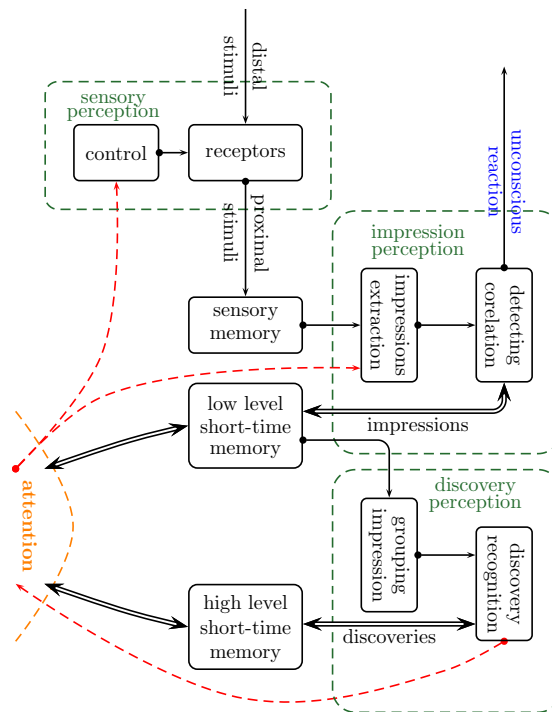 distal
stimuli
sensory
perception
control
receptors
unconscious
reaction
proximal
stimuli
impression
perception
sensory
memory
impressions
extraction
detecting
corelation
low level
short-time
memory
impressions
attention
discovery
perception
grouping
impression
discovery
recognition
high level
short-time
memory
discoveries